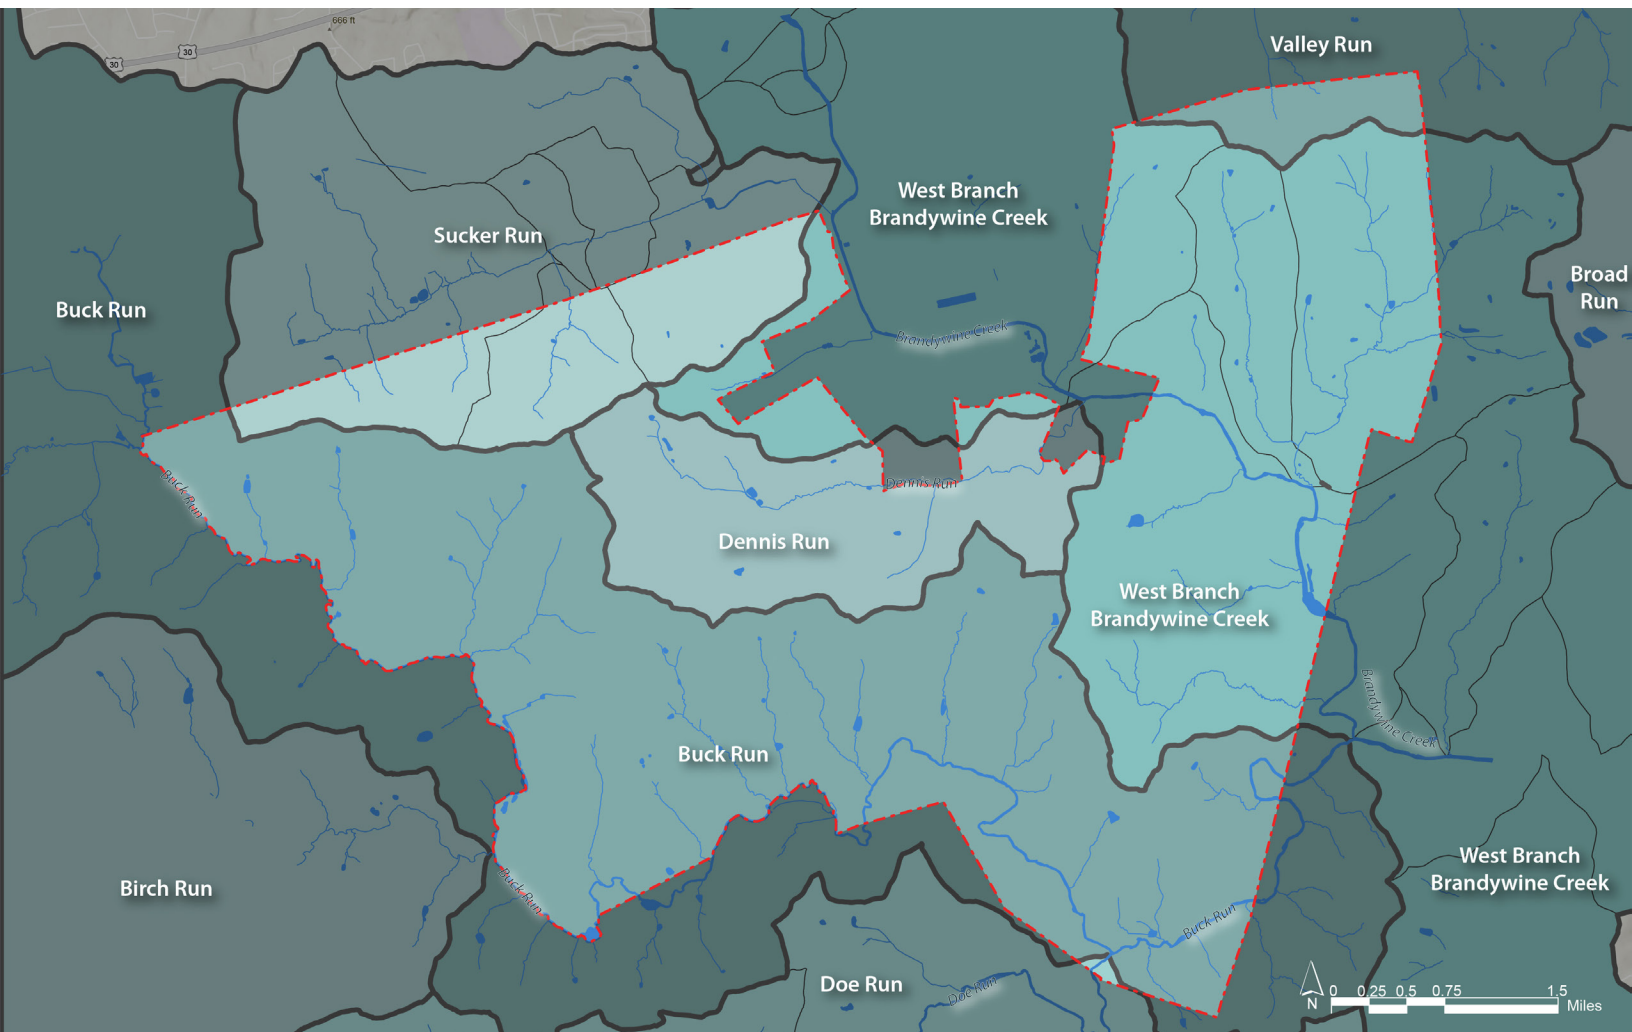 666 ft
30
30
Valley Run
West Branch
Brandywine Creek
Sucker Run
Broad
Run
Buck Run
Brandywine Creek
Buck Run
Dennis Run
Dennis Run
West Branch
Brandywine Creek
Brandywine Creek
Buck Run
West Branch
Brandywine Creek
Birch Run
Buck Run
Buck Run
Doe Run
Doe Run
N
0 0.25 0.5 0.75 1.5
Miles